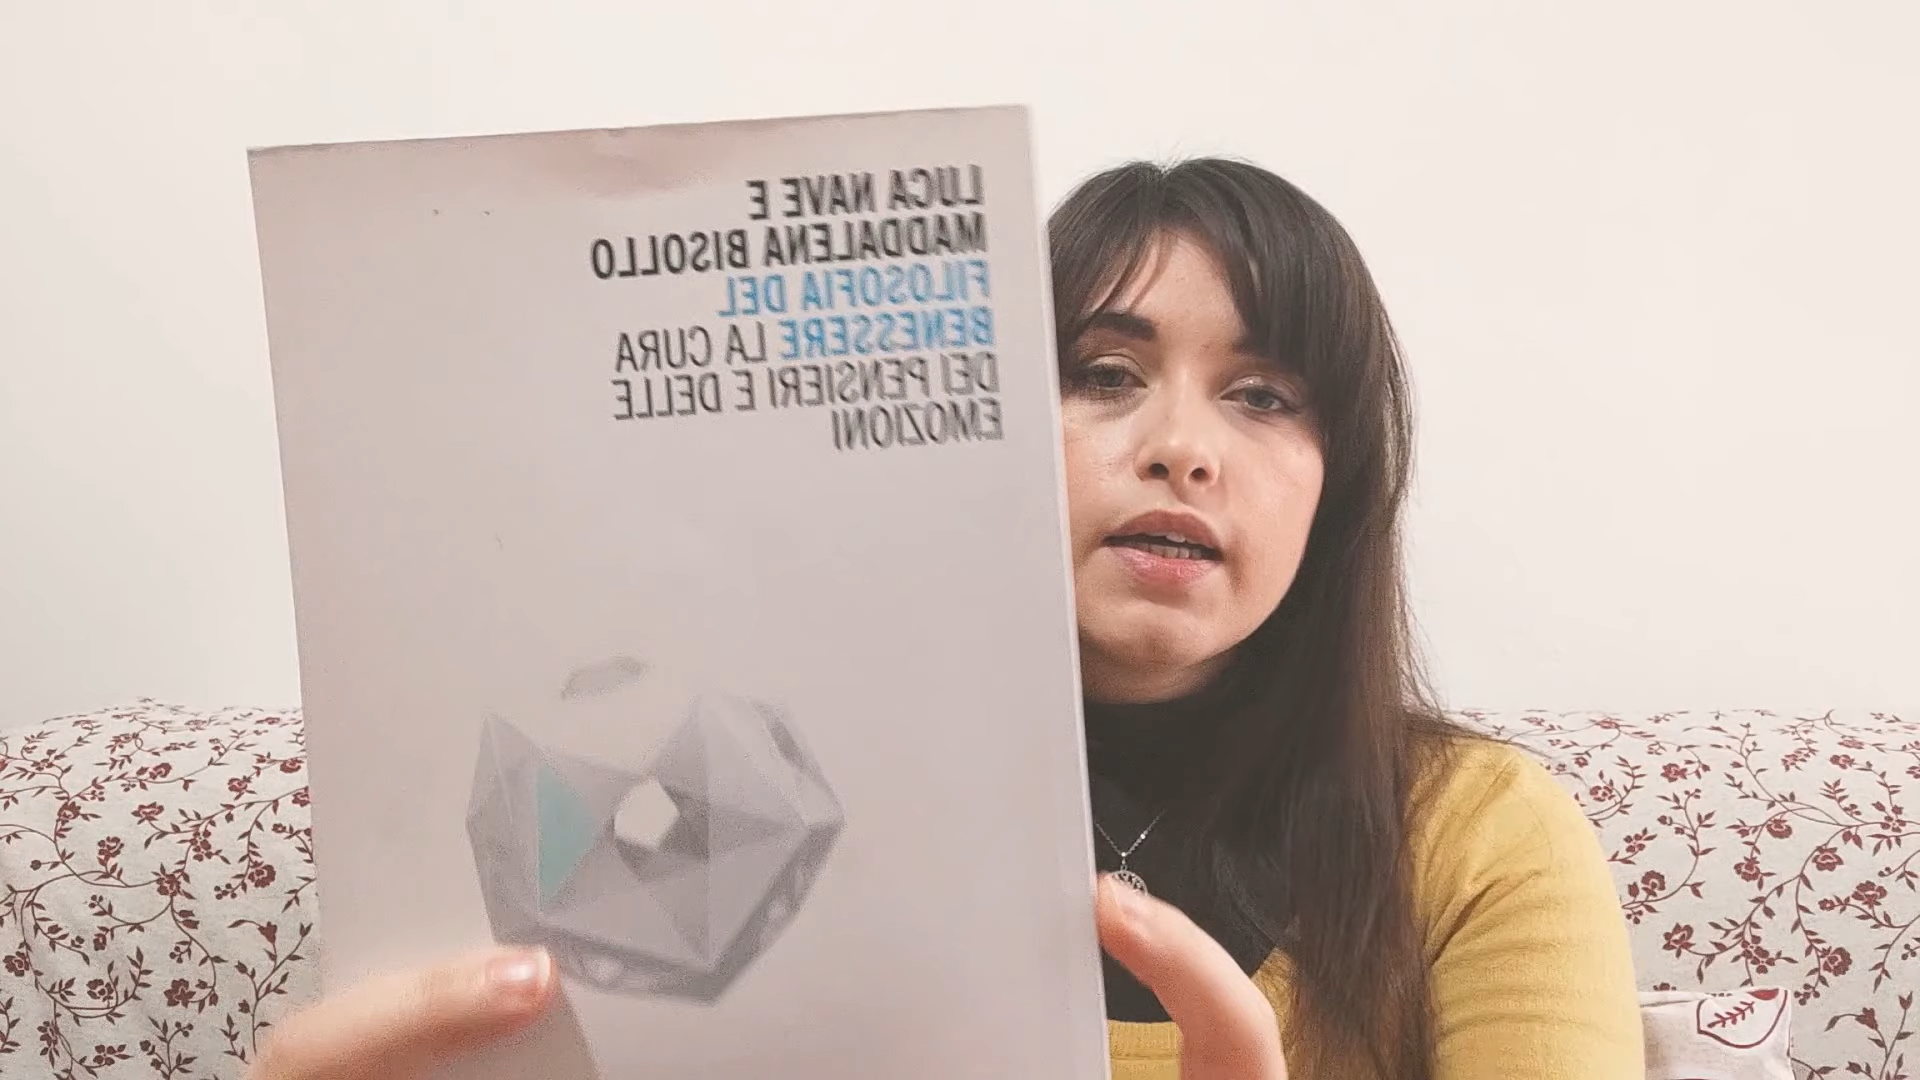 LUCA NAVE E
MADDALENA BISOLLO
FILOSOFIA DEL
BENESSERE LA CURA
DEI PENSIERI E DELLE
EMOZIONI